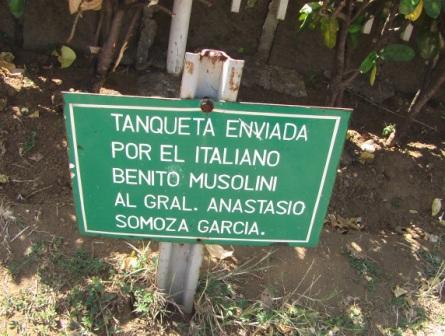 TANQUETA ENVIADA
POR EL ITALIANO
BENITO MUSOLINI
AL GRAL. ANASTASIO
SOMOZA GARCIA.